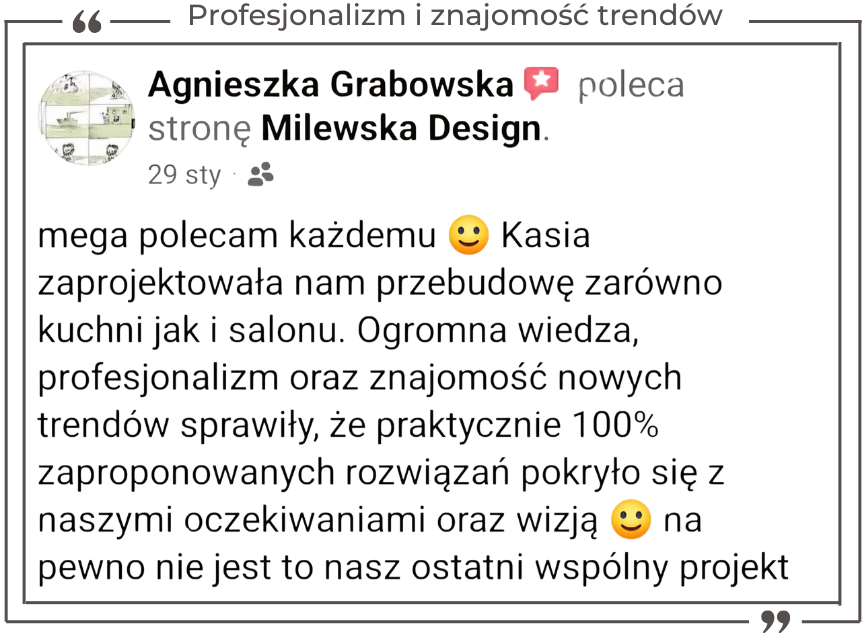 Profesjonalizm i znajomość trendów
Agnieszka Grabowska poleca
stronę Milewska Design.
29 sty ·
mega polecam każdemu 🙂 Kasia
zaprojektowała nam przebudowę zarówno
kuchni jak i salonu. Ogromna wiedza,
profesjonalizm oraz znajomość nowych
trendów sprawiły, że praktycznie 100%
zaproponowanych rozwiązań pokryło się z
naszymi oczekiwaniami oraz wizją 🙂 na
pewno nie jest to nasz ostatni wspólny projekt